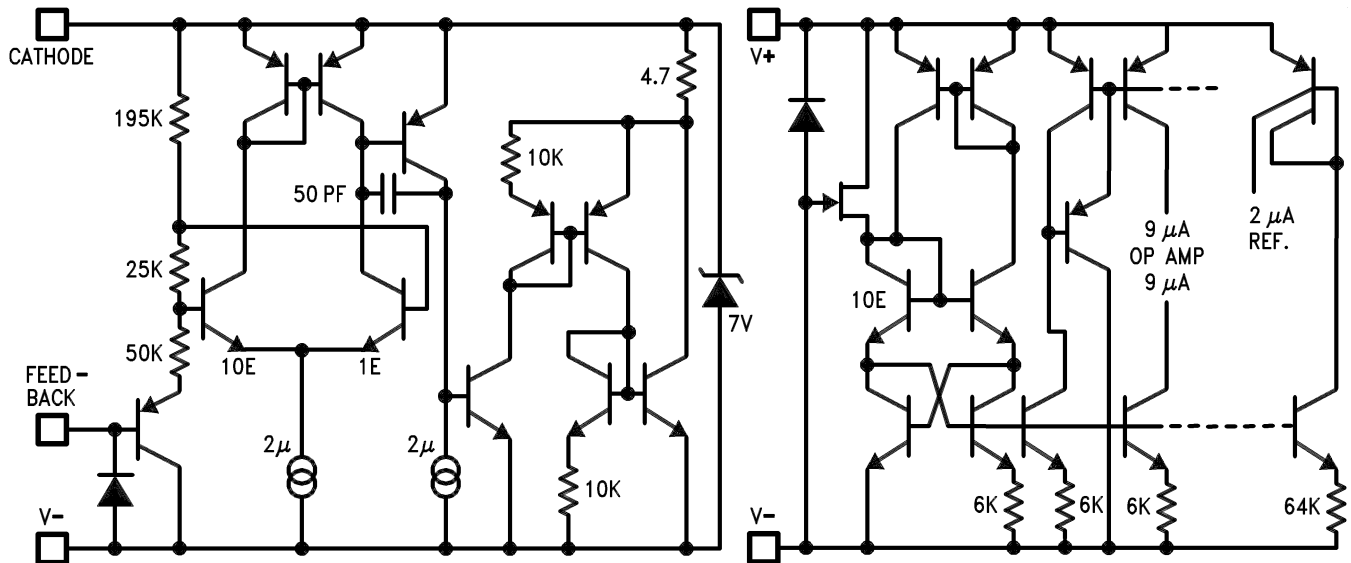 CATHODE
195K
25K
50K
FEED-
BACK
V-
10E
1E
2μ
2μ
50 PF
10K
4.7
10K
7V
V+
10E
V-
6K
6K
6K
64K
9 μA
OP AMP
9 μA
2 μA
REF.